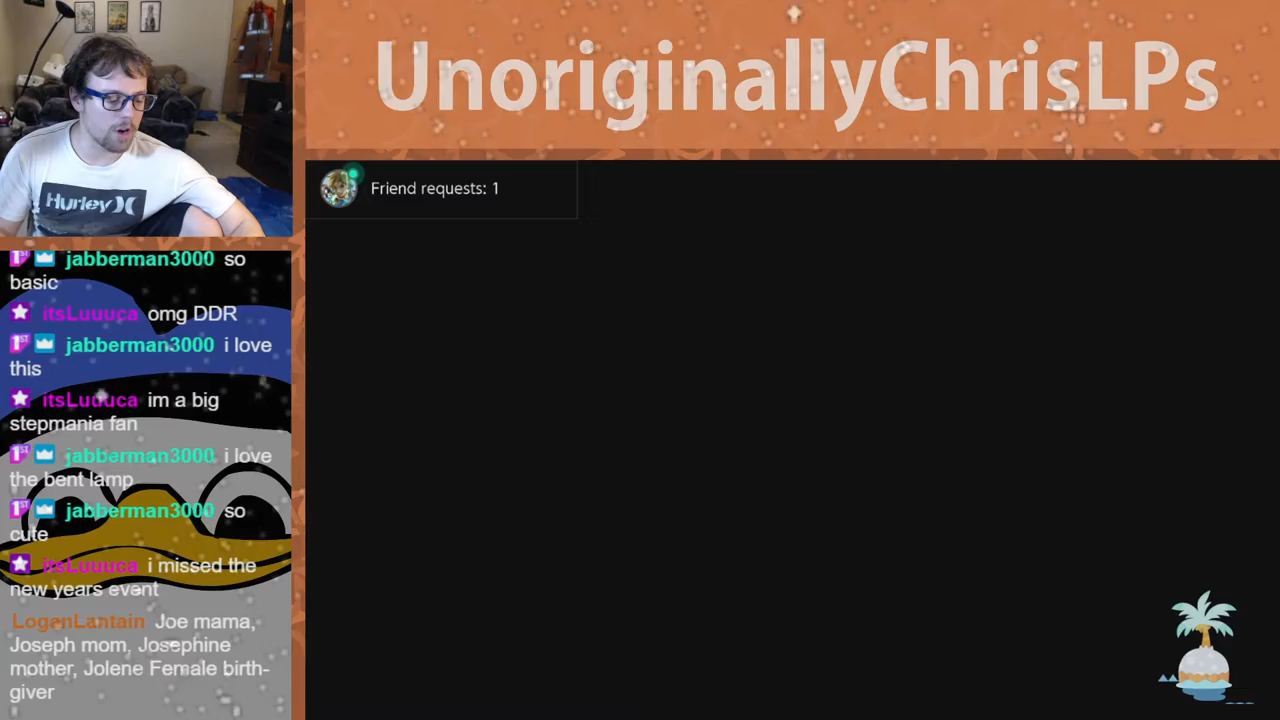 UnoriginallyChrisLPs
Friend requests: 1
Hurley
jabberman3000 so
basic
itsLuuuca omg DDR
jabberman3000 i love
this
itsLuuuca im a big
stepmania fan
jabberman3000 i love
the bent lamp
jabberman3000 so
cute
itsLuuuca i missed the
new years event
LogenLantain Joe mama,
Joseph mom, Josephine
mother, Jolene Female birth-
giver